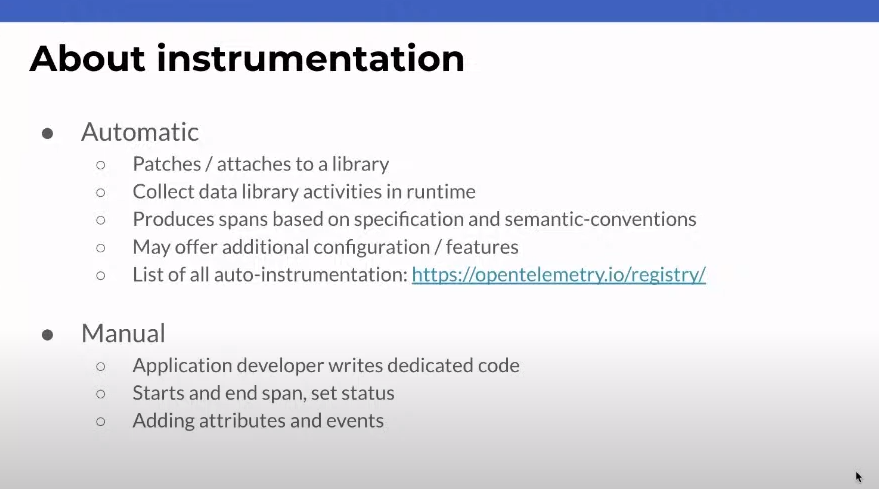 About instrumentation
● Automatic
○ Patches / attaches to a library
○ Collect data library activities in runtime
○ Produces spans based on specification and semantic-conventions
○ May offer additional configuration / features
○ List of all auto-instrumentation: https://opentelemetry.io/registry/
● Manual
○ Application developer writes dedicated code
○ Starts and end span, set status
○ Adding attributes and events